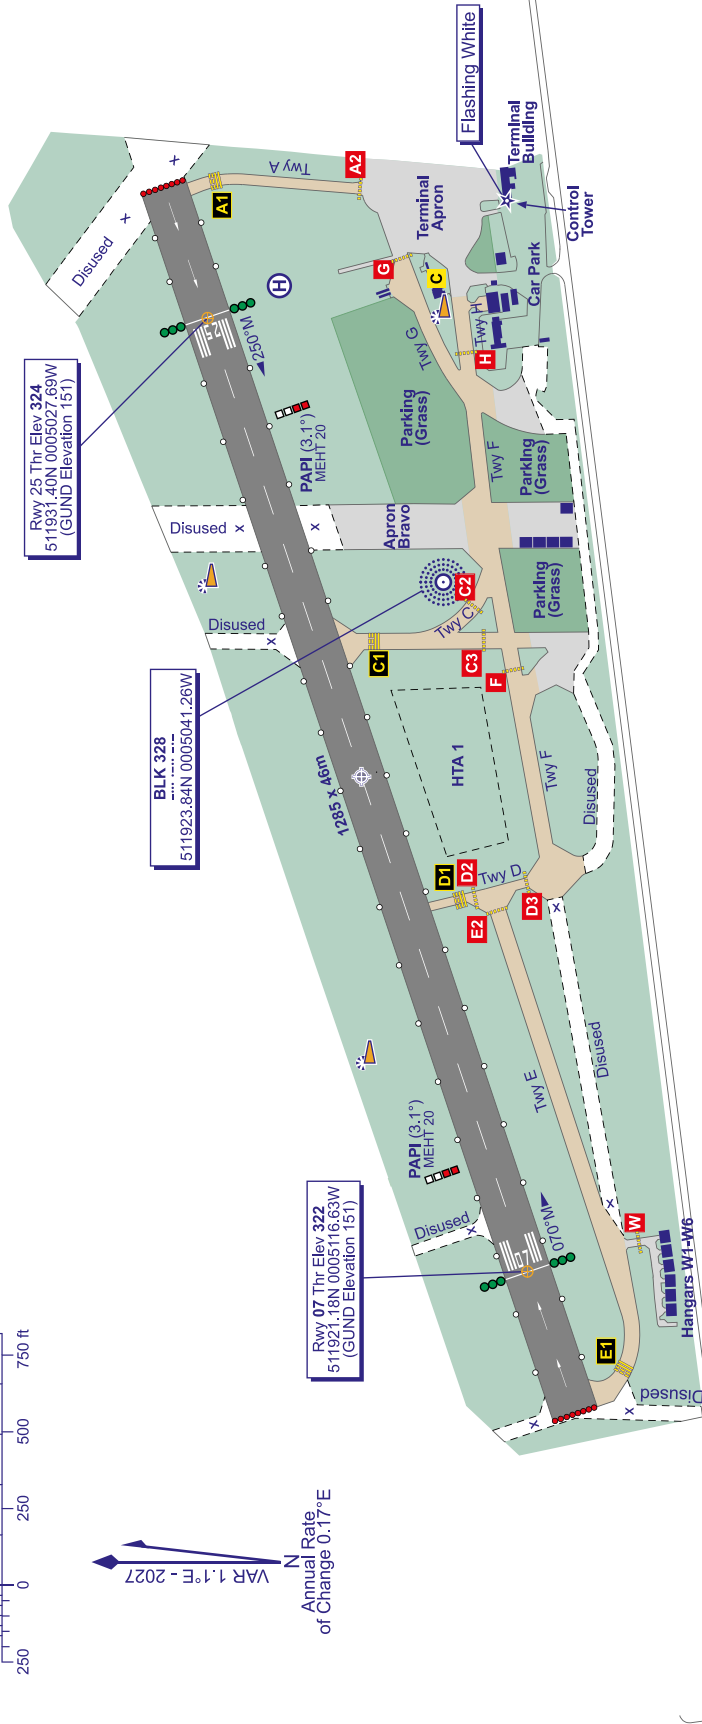 Flashing White
Terminal
Building
Control
Tower
Car Park
Terminal
Apron
A2
Twy A
A1
Disused
x
x
G
C
H
Twy H
Twy G
H
25
250°M
Rwy 25 Thr Elev 324
511931.40N 0005027.69W
(GUND Elevation 151)
PAPI (3.1°)
MEHT 20
Parking
(Grass)
Twy F
Parking
(Grass)
Parking
(Grass)
Apron
Bravo
Disused x
x
Disused
x
C2
Twy C
C1
C3
F
BLK 328
511923.84N 0005041.26W
HTA 1
1285 x 46m
Twy F
Disused
D1
D2
Twy D
E2
D3
x
Disused
Twy E
PAPI (3.1°)
MEHT 20
Disused
x
07
070°M
Rwy 07 Thr Elev 322
511921.18N 0005116.63W
(GUND Elevation 151)
x
W
Hangars W1-W6
E1
Disused
x
x
750 ft
500
250
0
250
VAR 1.1°E - 2027
N
Annual Rate
of Change 0.17°E